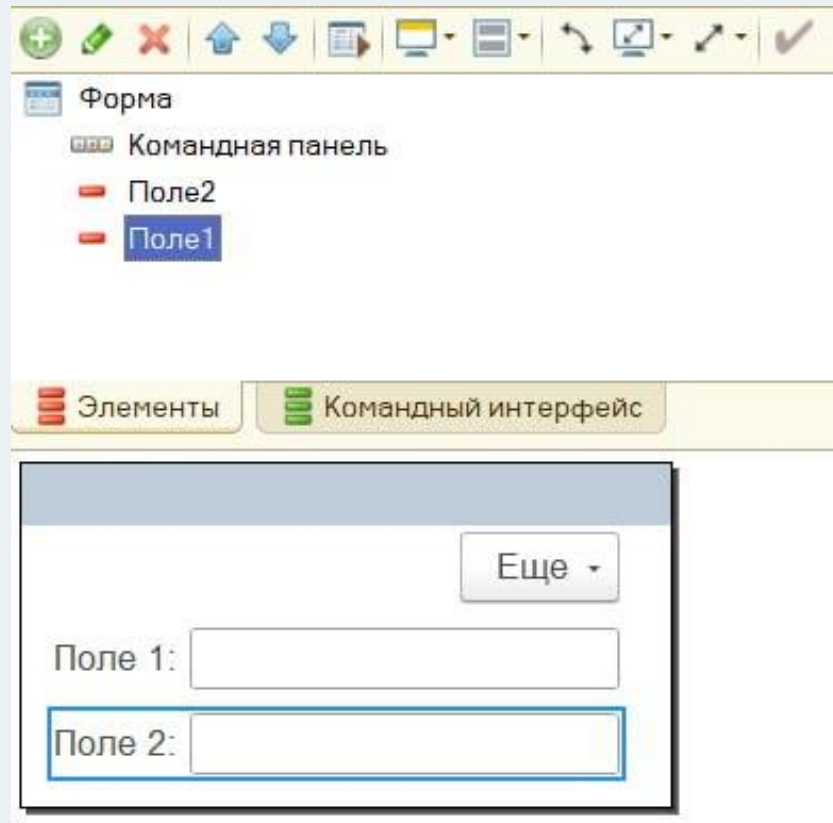 Форма
Командная панель
Поле2
Поле1
Элементы
Командный интерфейс
Еще
Поле 1:
Поле 2: